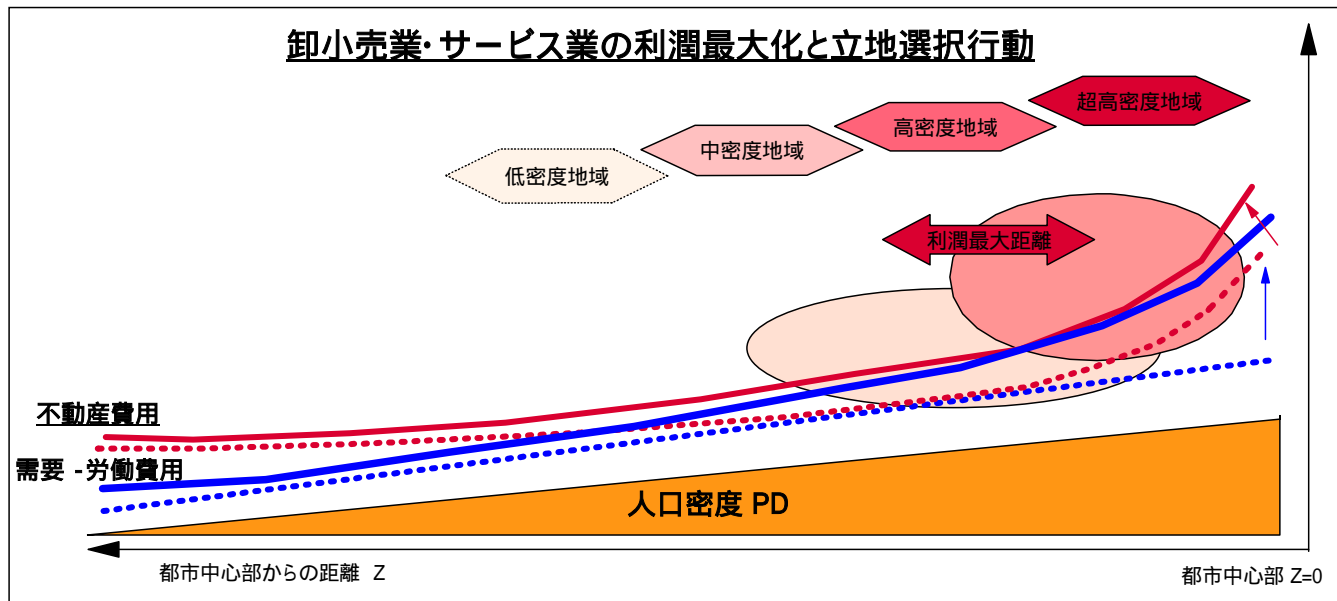 卸小売業・サービス業の利潤最大化と立地選択行動
超高密度地域
高密度地域
中密度地域
低密度地域
利潤最大距離
不動産費用
需要 -労働費用
人口密度 PD
都市中心部からの距離 Z
都市中心部 Z=0